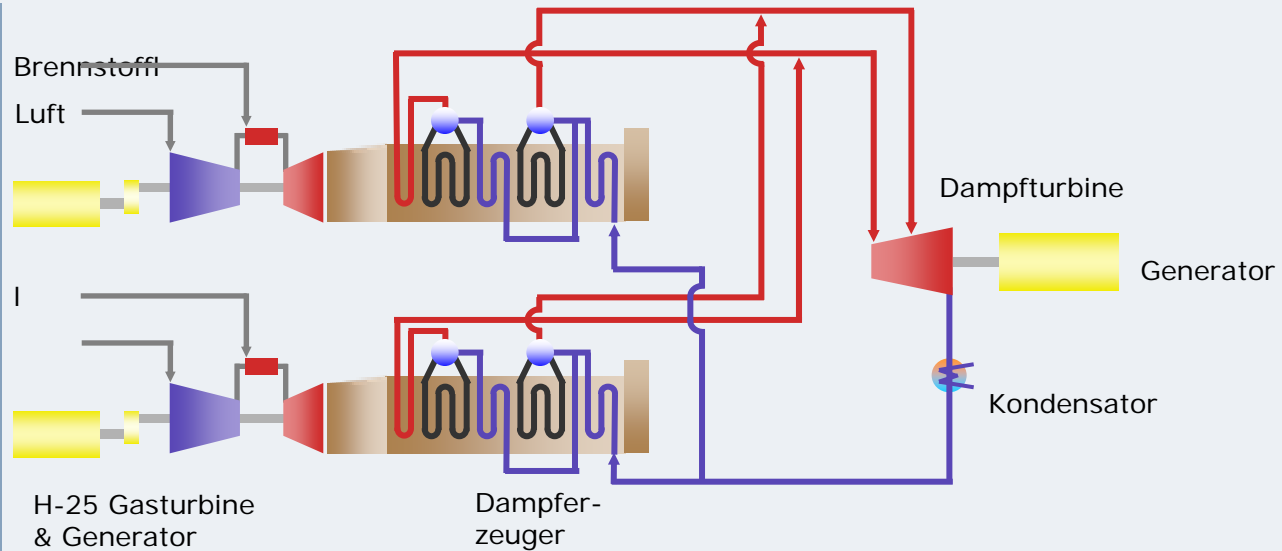 Brennstoffl
Luft
Dampfturbine
Generator
l
Kondensator
H-25 Gasturbine
& Generator
Dampfer-
zeuger